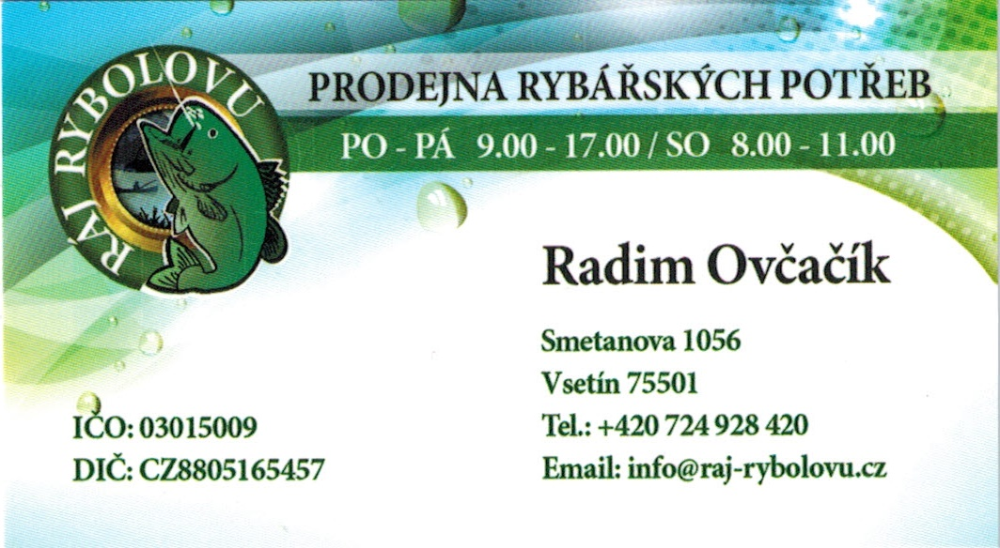 RÁJ RYBOLOVU
PRODEJNA RYBÁŘSKÝCH POTŘEB
PO - PÁ 9.00 - 17.00 / SO 8.00 - 11.00
Radim Ovčačík
Smetanova 1056
Vsetín 75501
Tel.: +420 724 928 420
Email: info@raj-rybolovu.cz
IČO: 03015009
DIČ: CZ8805165457